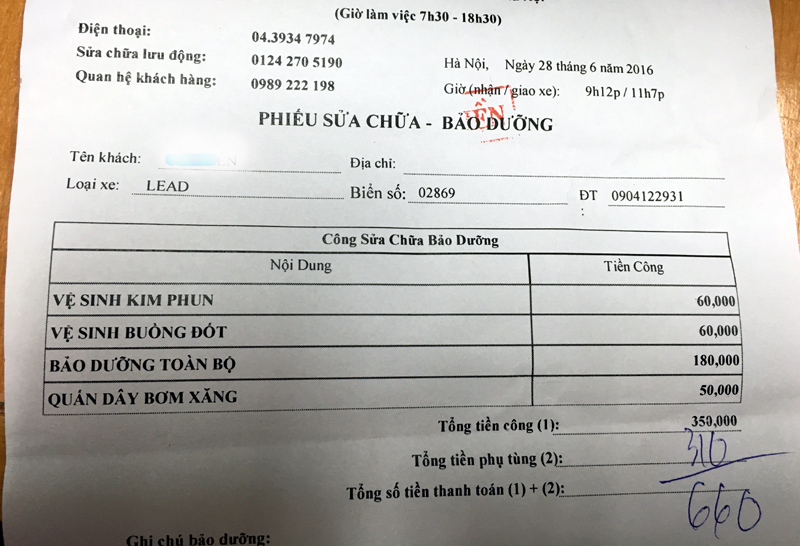 (Giờ làm việc 7h30 - 18h30)
Điện thoại: 04.3934 7974
Sửa chữa lưu động: 0124 270 5190
Quan hệ khách hàng: 0989 222 198
Hà Nội, Ngày 28 tháng 6 năm 2016
Giờ (nhận / giao xe): 9h12p / 11h7p
PHIẾU SỬA CHỮA - BẢO DƯỠNG
Tên khách: Địa chỉ:
Loại xe: LEAD Biển số: 02869 ĐT : 0904122931
Công Sửa Chữa Bảo Dưỡng
Nội Dung Tiền Công
VỆ SINH KIM PHUN 60,000
VỆ SINH BUỒNG ĐÓT 60,000
BẢO DƯỠNG TOÀN BỘ 180,000
QUÁN DÂY BƠM XĂNG 50,000
Tổng tiền công (1): 350,000
Tổng tiền phụ tùng (2): 310
Tổng số tiền thanh toán (1) + (2): 660
Ghi chú bảo dưỡng: